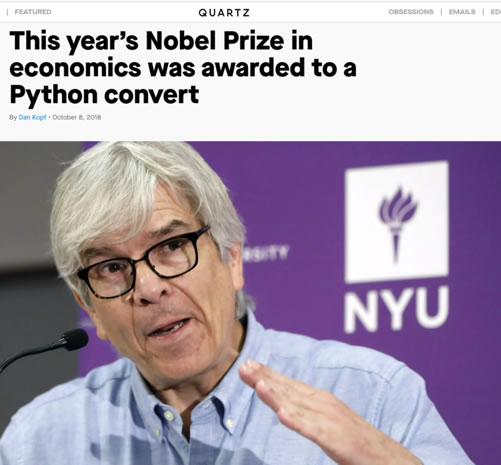 | FEATURED
QUARTZ
OBSESSIONS | EMAILS | ED
This year's Nobel Prize in
economics was awarded to a
Python convert
By Dan Kopf • October 8, 2018
RSITY
NYU